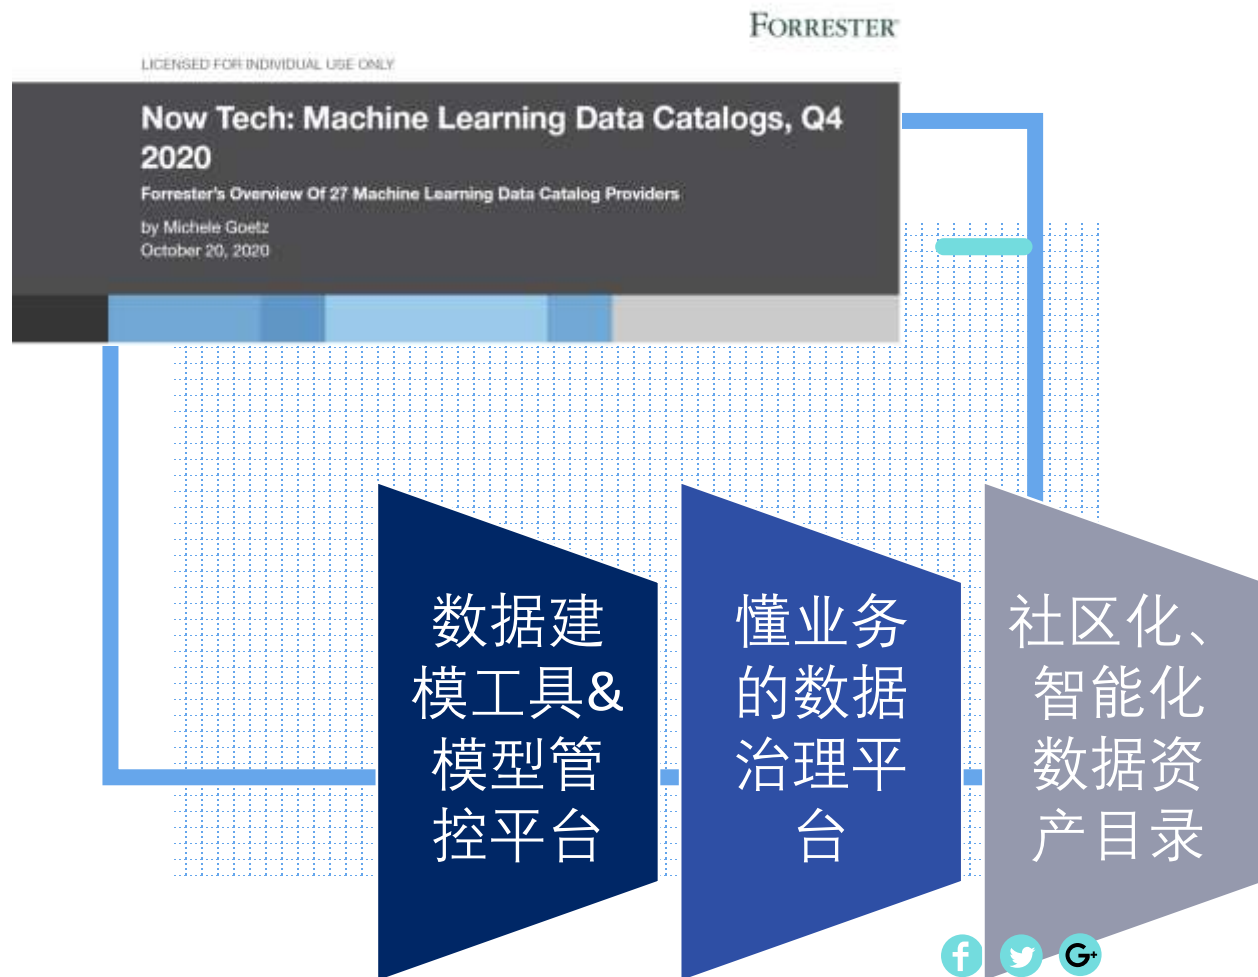 FORRESTER
LICENSED FOR INDIVIDUAL USE ONLY
Now Tech: Machine Learning Data Catalogs, Q4
2020
Forrester's Overview Of 27 Machine Learning Data Catalog Providers
by Michele Goetz
October 20, 2020
数据建
模工具&
模型管
控平台
懂业务
的数据
治理平
台
社区化、
智能化
数据资
产目录
f
G+